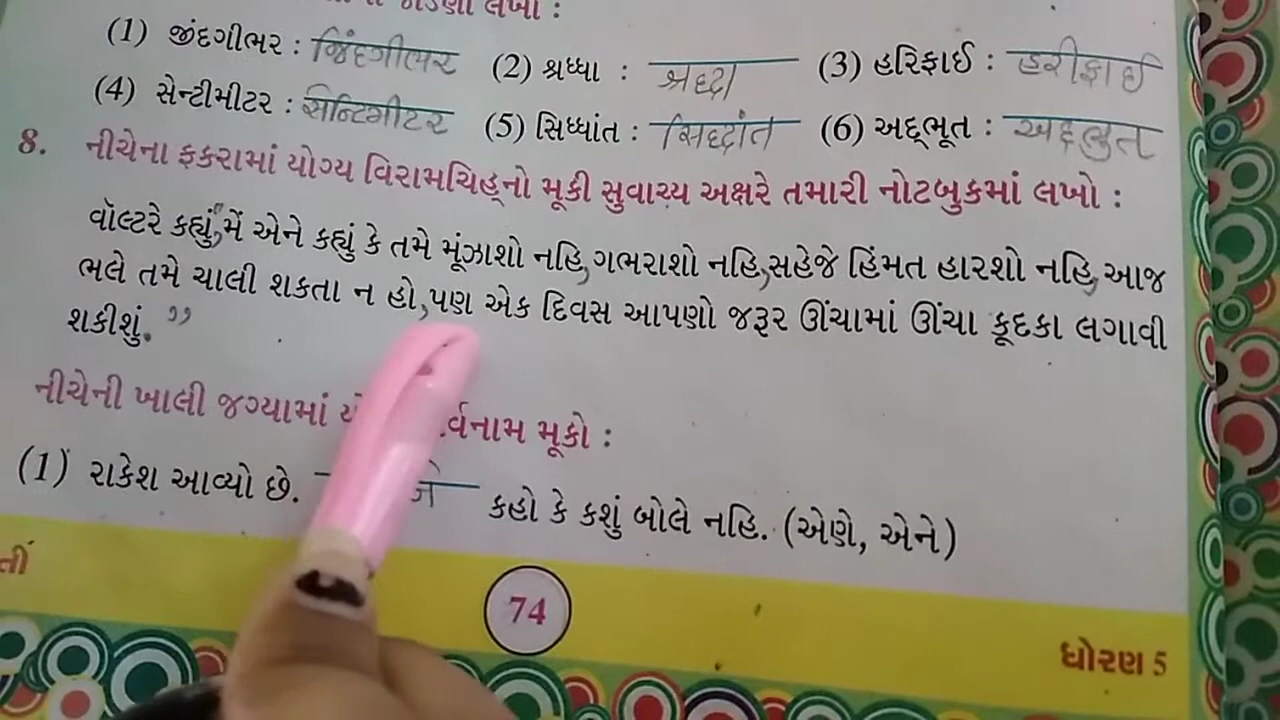 લખો :
(1) જીંદગીભર : જિંદગીભર (2) શ્રધ્ધા : શ્રદ્ધા (3) હરિફાઈ : હરીફાઈ
(4) સેન્ટીમીટર : સેન્ટિમીટર (5) સિધ્ધાંત : સિદ્ધાંત (6) અદ્ભૂત : અદ્ભુત
8. નીચેના ફકરામાં યોગ્ય વિરામચિહ્નો મૂકી સુવાચ્ય અક્ષરે તમારી નોટબુકમાં લખો :
વૉલ્ટરે કહ્યું,"મેં એને કહ્યું કે તમે મૂંઝાશો નહિ,ગભરાશો નહિ,સહેજે હિંમત હારશો નહિ,આજ
ભલે તમે ચાલી શકતા ન હો,પણ એક દિવસ આપણો જરૂર ઊંચામાં ઊંચા કૂદકા લગાવી
શકીશું."
નીચેની ખાલી જગ્યામાં મૂકો :
(1) રાકેશ આવ્યો છે. કહો કે કશું બોલે નહિ. (એણે, એને)
તી
74
ધોરણ 5